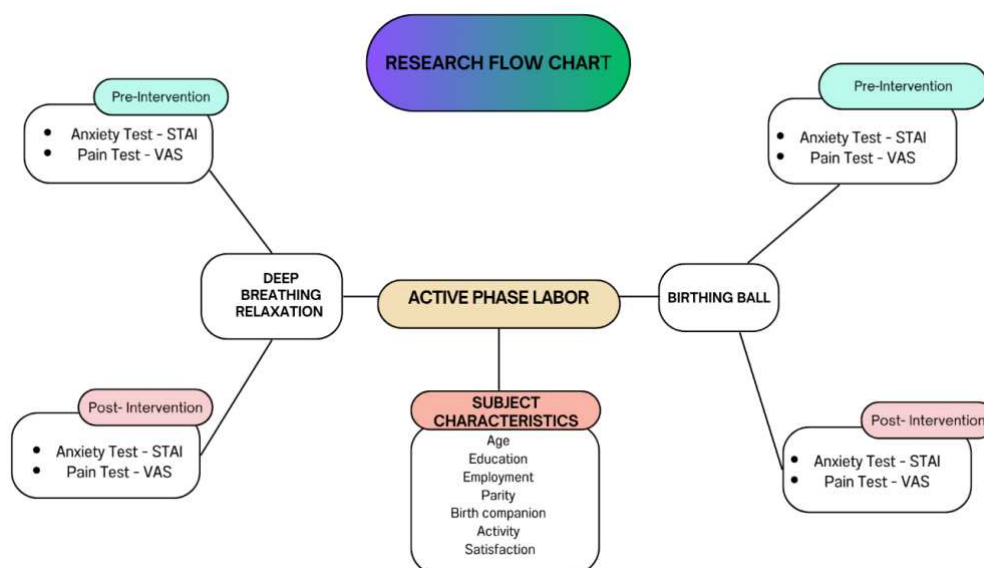 RESEARCH FLOW CHART
Pre-Intervention
• Anxiety Test - STAI
• Pain Test - VAS
Pre-Intervention
• Anxiety Test - STAI
• Pain Test - VAS
DEEP
BREATHING
RELAXATION
ACTIVE PHASE LABOR
BIRTHING BALL
Post- Intervention
• Anxiety Test - STAI
• Pain Test - VAS
SUBJECT
CHARACTERISTICS
Age
Education
Employment
Parity
Birth companion
Activity
Satisfaction
Post- Intervention
• Anxiety Test - STAI
• Pain Test - VAS